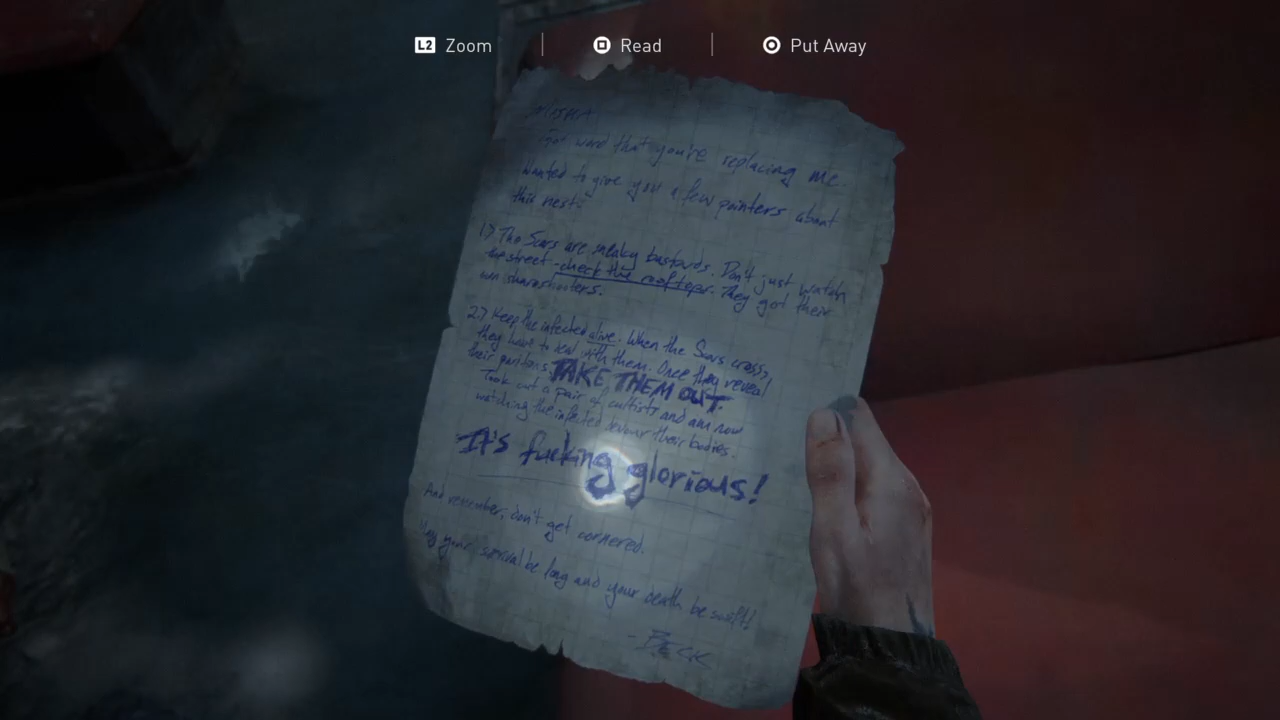 L2 Zoom | Read | Put Away
MISHA,
Got word that you're replacing me.
Wanted to give you a few pointers about
this nest:
1) The Scars are sneaky bastards. Don't just watch
the street - check the rooftops. They got their
own sharpshooters.
2) Keep the infected alive. When the Scars cross,
they have to deal with them. Once they reveal
their positions, TAKE THEM OUT.
Took out a pair of cultists and am now
watching the infected devour their bodies.
It's fucking glorious!
And remember, don't get cornered.
May your survival be long and your death be swift!
- BECK